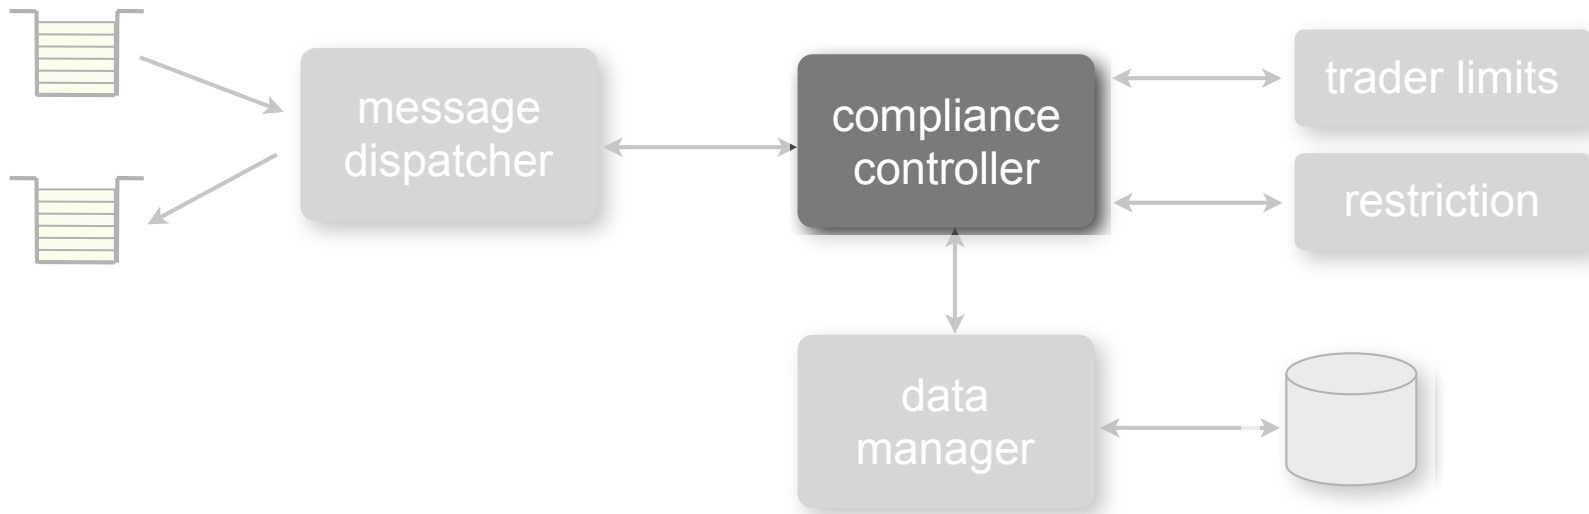 message
dispatcher
compliance
controller
trader limits
restriction
data
manager